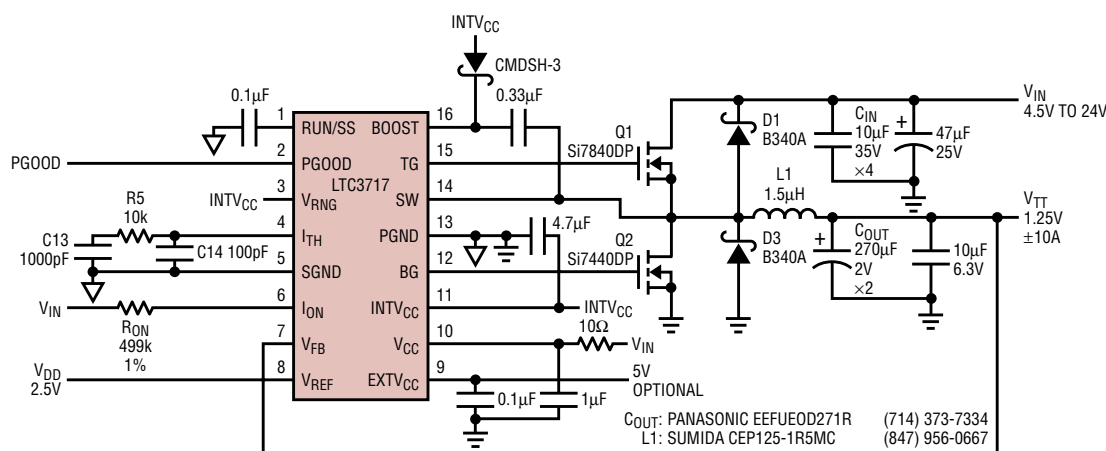 INTVCC
CMDSH-3
0.1µF
0.33µF
1
RUN/SS
BOOST
16
PGOOD
2
PGOOD
TG
15
LTC3717
INTVCC
3
VRNG
SW
14
R5
10k
4
ITH
PGND
13
4.7µF
C13
1000pF
C14 100pF
5
SGND
BG
12
VIN
6
ION
INTVCC
11
INTVCC
RON
499k
1%
7
VFB
VCC
10
10Ω
VIN
VDD
2.5V
8
VREF
EXTVCC
9
5V
OPTIONAL
0.1µF
1µF
Q1
Si7840DP
Q2
Si7440DP
D1
B340A
CIN
10µF
35V
×4
+
47µF
25V
VIN
4.5V TO 24V
L1
1.5µH
VTT
1.25V
±10A
D3
B340A
+
COUT
270µF
2V
×2
10µF
6.3V
COUT: PANASONIC EEFUEOD271R (714) 373-7334
L1: SUMIDA CEP125-1R5MC (847) 956-0667